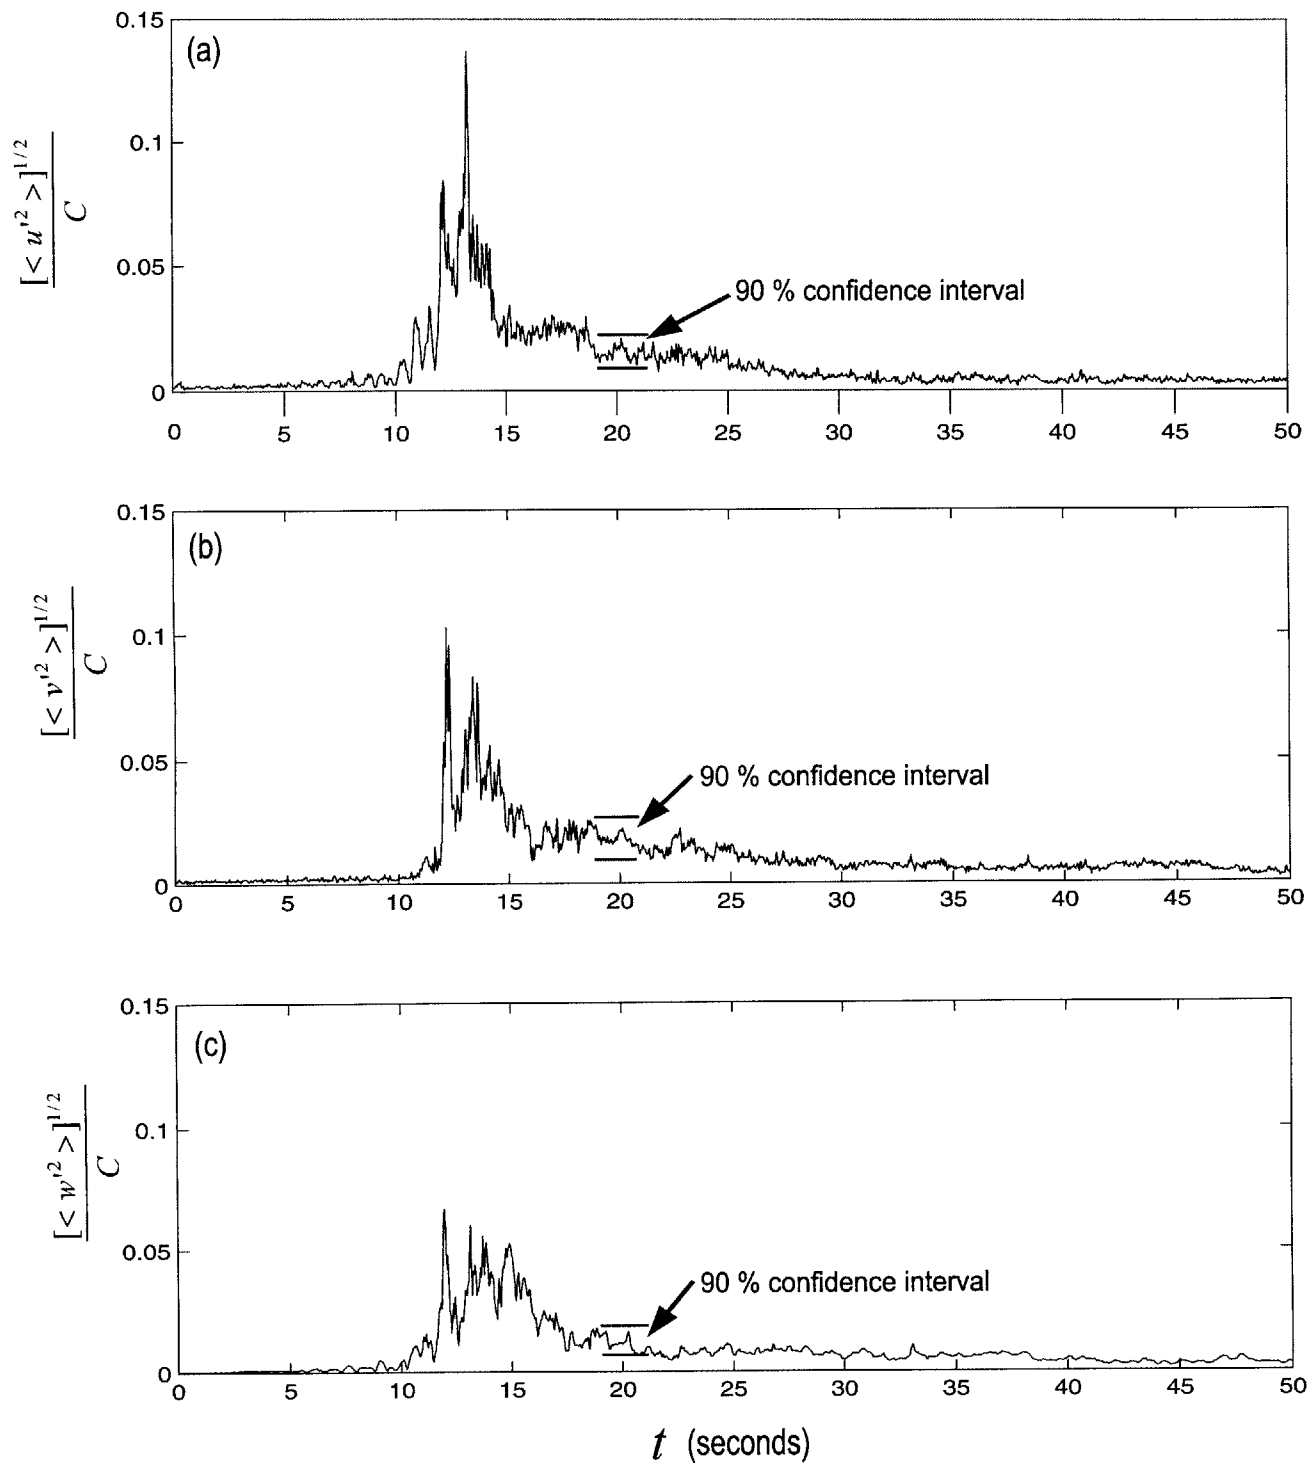 0.15
(a)
0.1
[< u'² >]^{1/2}
C
0.05
90 % confidence interval
0
0 5 10 15 20 25 30 35 40 45 50
0.15
(b)
0.1
[< v'² >]^{1/2}
C
0.05
90 % confidence interval
0
0 5 10 15 20 25 30 35 40 45 50
0.15
(c)
0.1
[< w'² >]^{1/2}
C
0.05
90 % confidence interval
0
0 5 10 15 20 25 30 35 40 45 50
t (seconds)